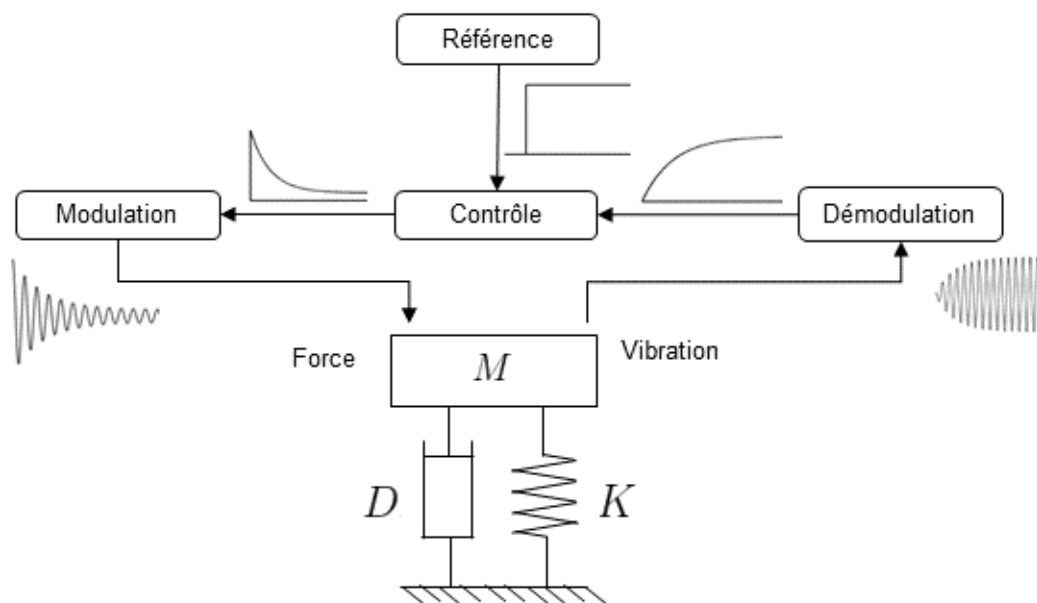 Référence
Modulation
Contrôle
Démodulation
Force
M
Vibration
D
K